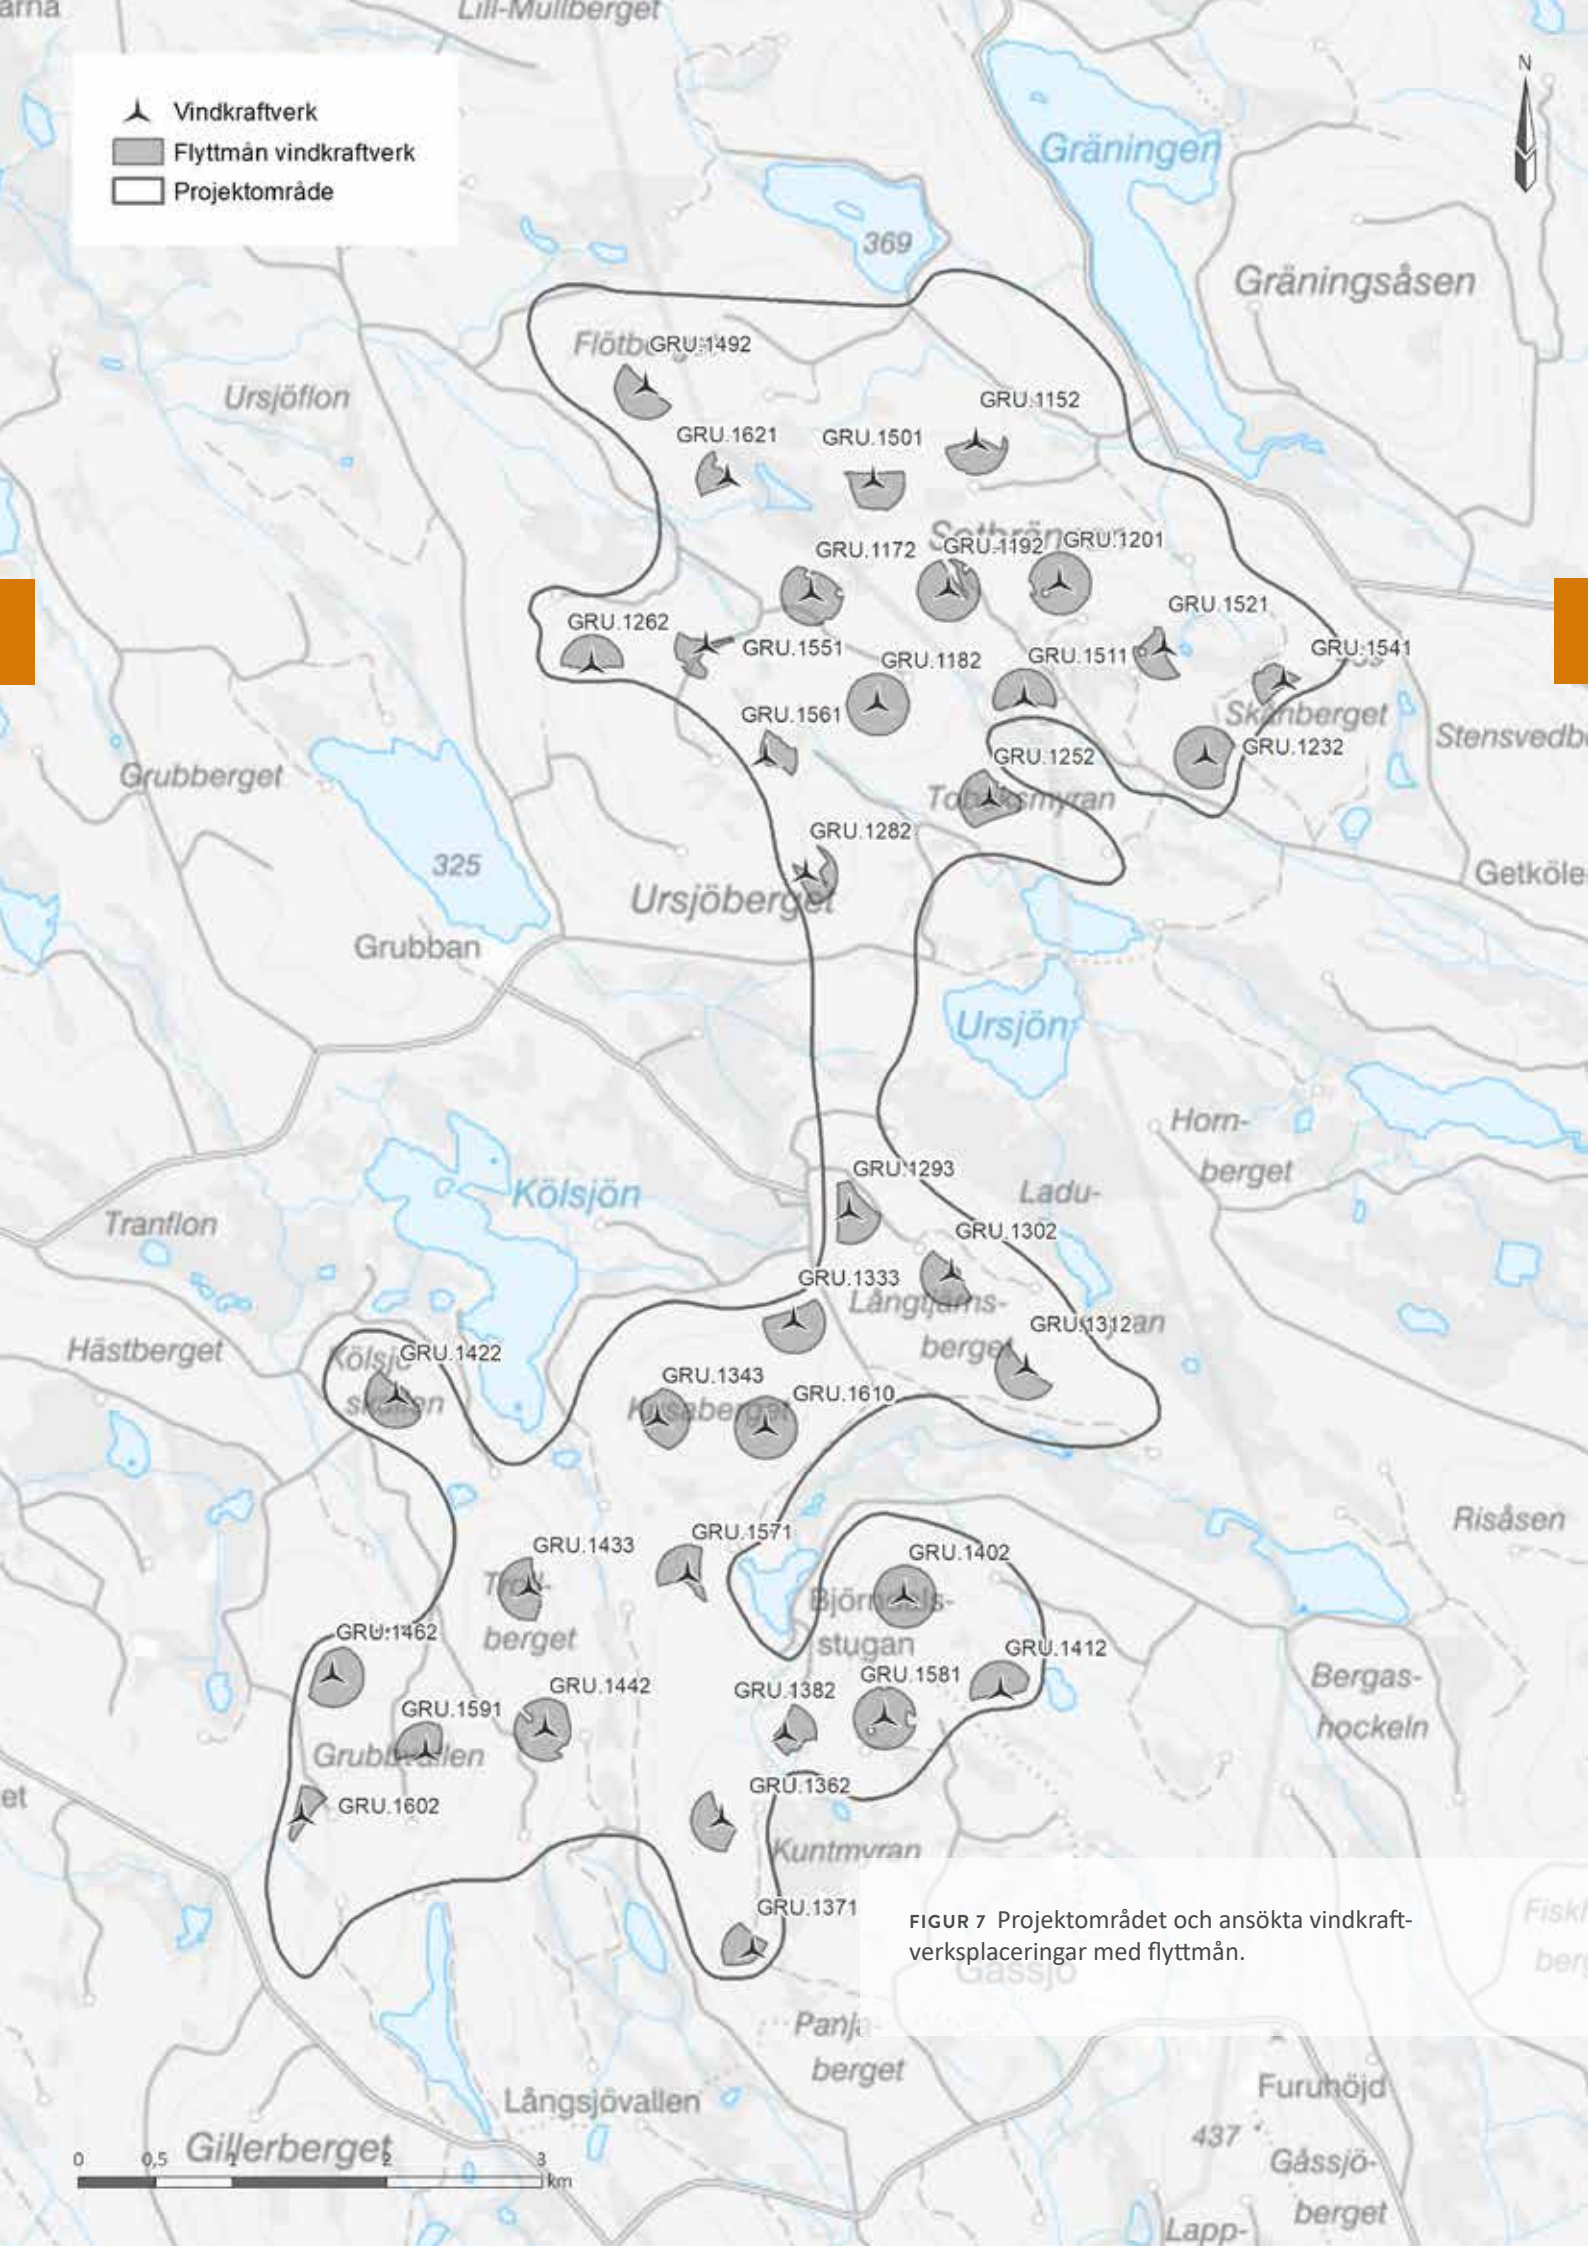 Lill-Mullberget
N
Vindkraftverk
Flyttmån vindkraftverk
Projektområde
Gräningen
369
Gräningsåsen
GRU.1492
Ursjöflon
GRU.1152
GRU.1621
GRU.1501
GRU.1172
GRU.1192
GRU.1201
GRU.1521
GRU.1262
GRU.1551
GRU.1182
GRU.1511
GRU.1541
GRU.1561
Skanberget
GRU.1232
GRU.1252
Grubberget
GRU.1282
325
Ursjöberget
Getköle
Grubban
Ursjön
Horn-
berget
GRU.1293
Ladu-
Kölsjön
Tranflon
GRU.1302
GRU.1333
Långtjärns-
berget
GRU.1312
Hästberget
GRU.1422
GRU.1343
GRU.1610
Risåsen
GRU.1571
GRU.1433
GRU.1402
Troll-
berget
Björndals-
stugan
GRU.1462
GRU.1412
GRU.1581
GRU.1442
GRU.1382
Bergas-
hockeln
GRU.1591
Grubbvallen
GRU.1362
GRU.1602
Kuntmyran
GRU.1371
FIGUR 7 Projektområdet och ansökta vindkraft-
verksplaceringar med flyttmån.
Gåssjö
Panja-
berget
Långsjövallen
Furuhöjd
437
Gillerberget
Gåssjö-
berget
0 0,5 1 2 3 km
Lapp-